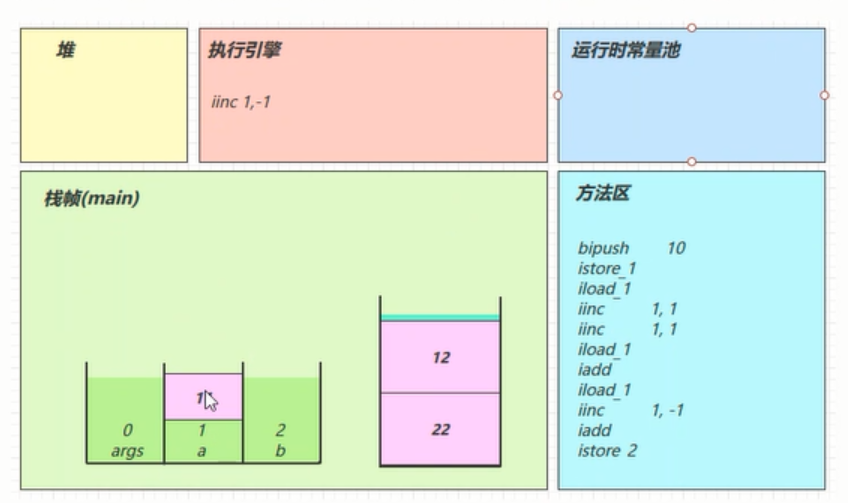 堆
执行引擎
iinc 1,-1
运行时常量池
栈帧(main)
12
22
0
1
2
args
a
b
方法区
bipush 10
istore_1
iload_1
iinc 1, 1
iinc 1, 1
iload_1
iadd
iload_1
iinc 1, -1
iadd
istore 2